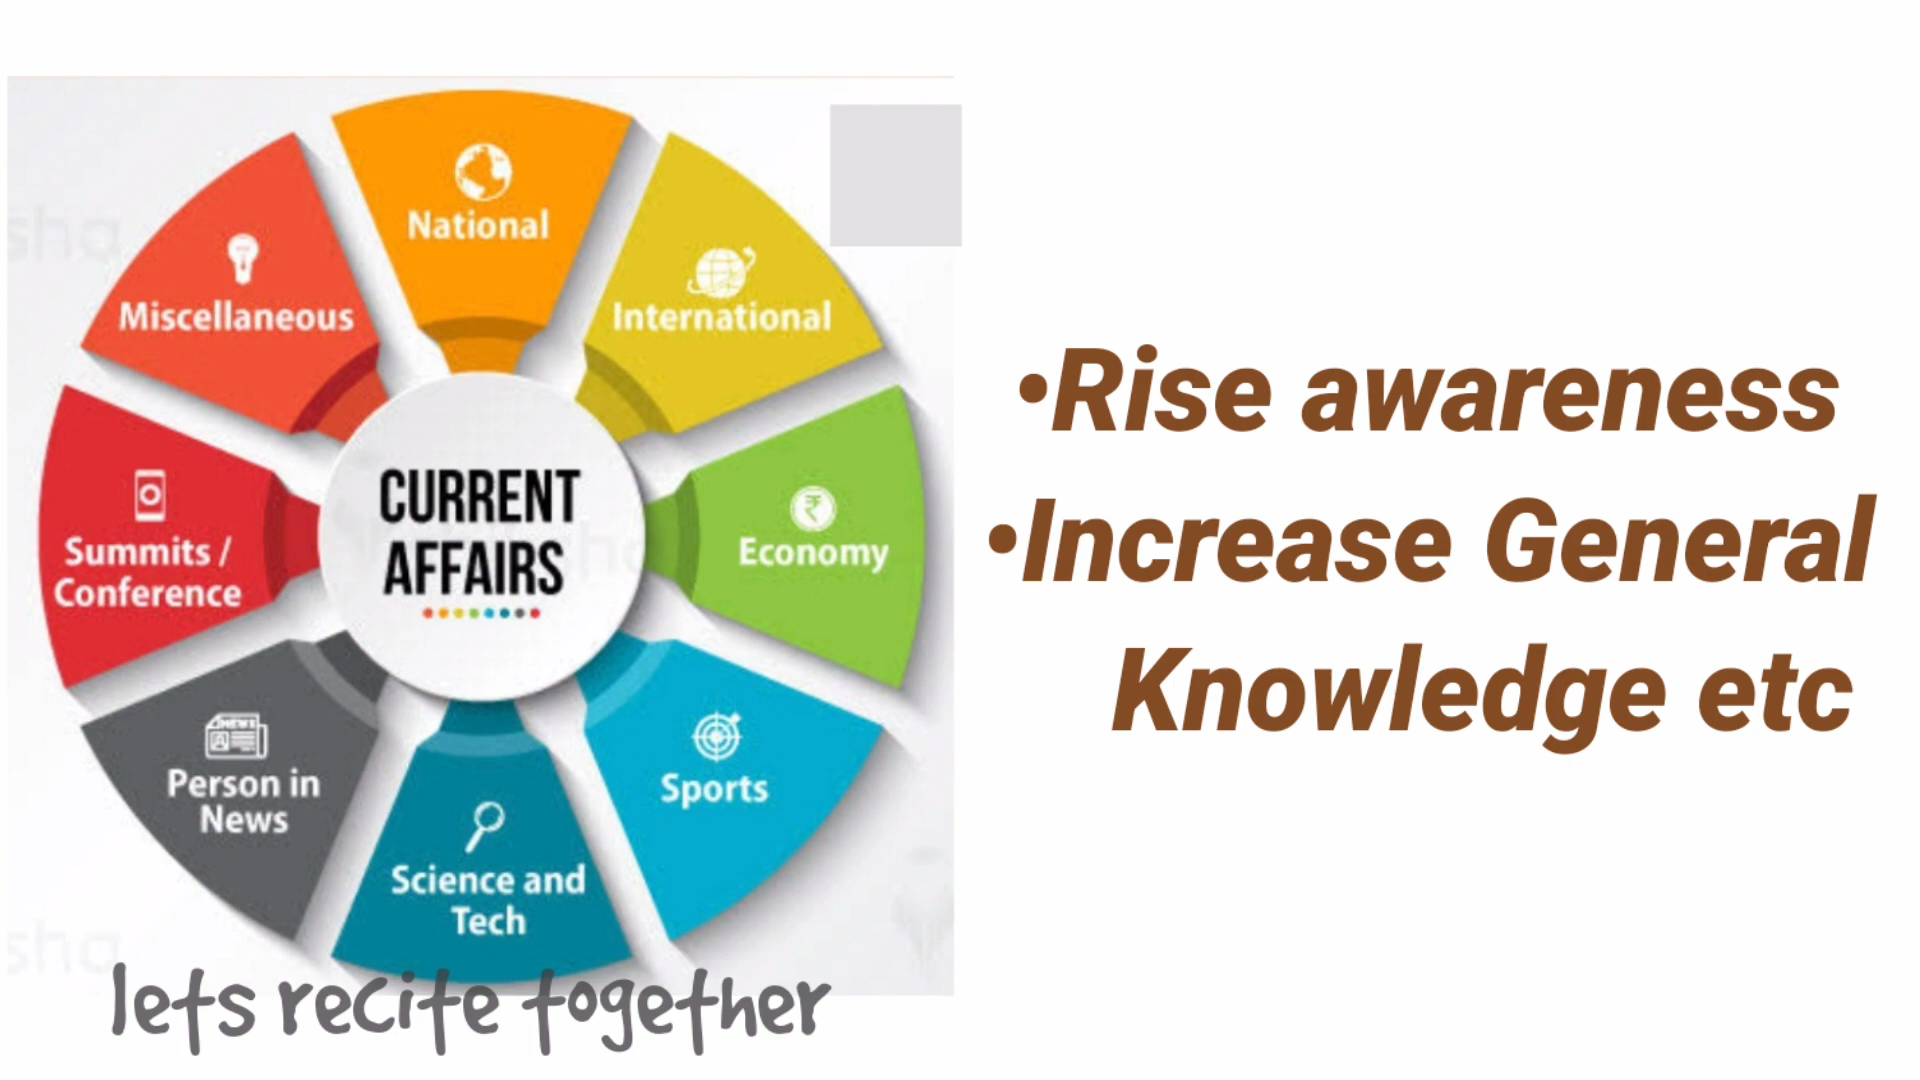 National
International
Miscellaneous
CURRENT
AFFAIRS
Economy
Summits /
Conference
Person in
News
Sports
Science and
Tech
lets recite together
•Rise awareness
•Increase General
Knowledge etc